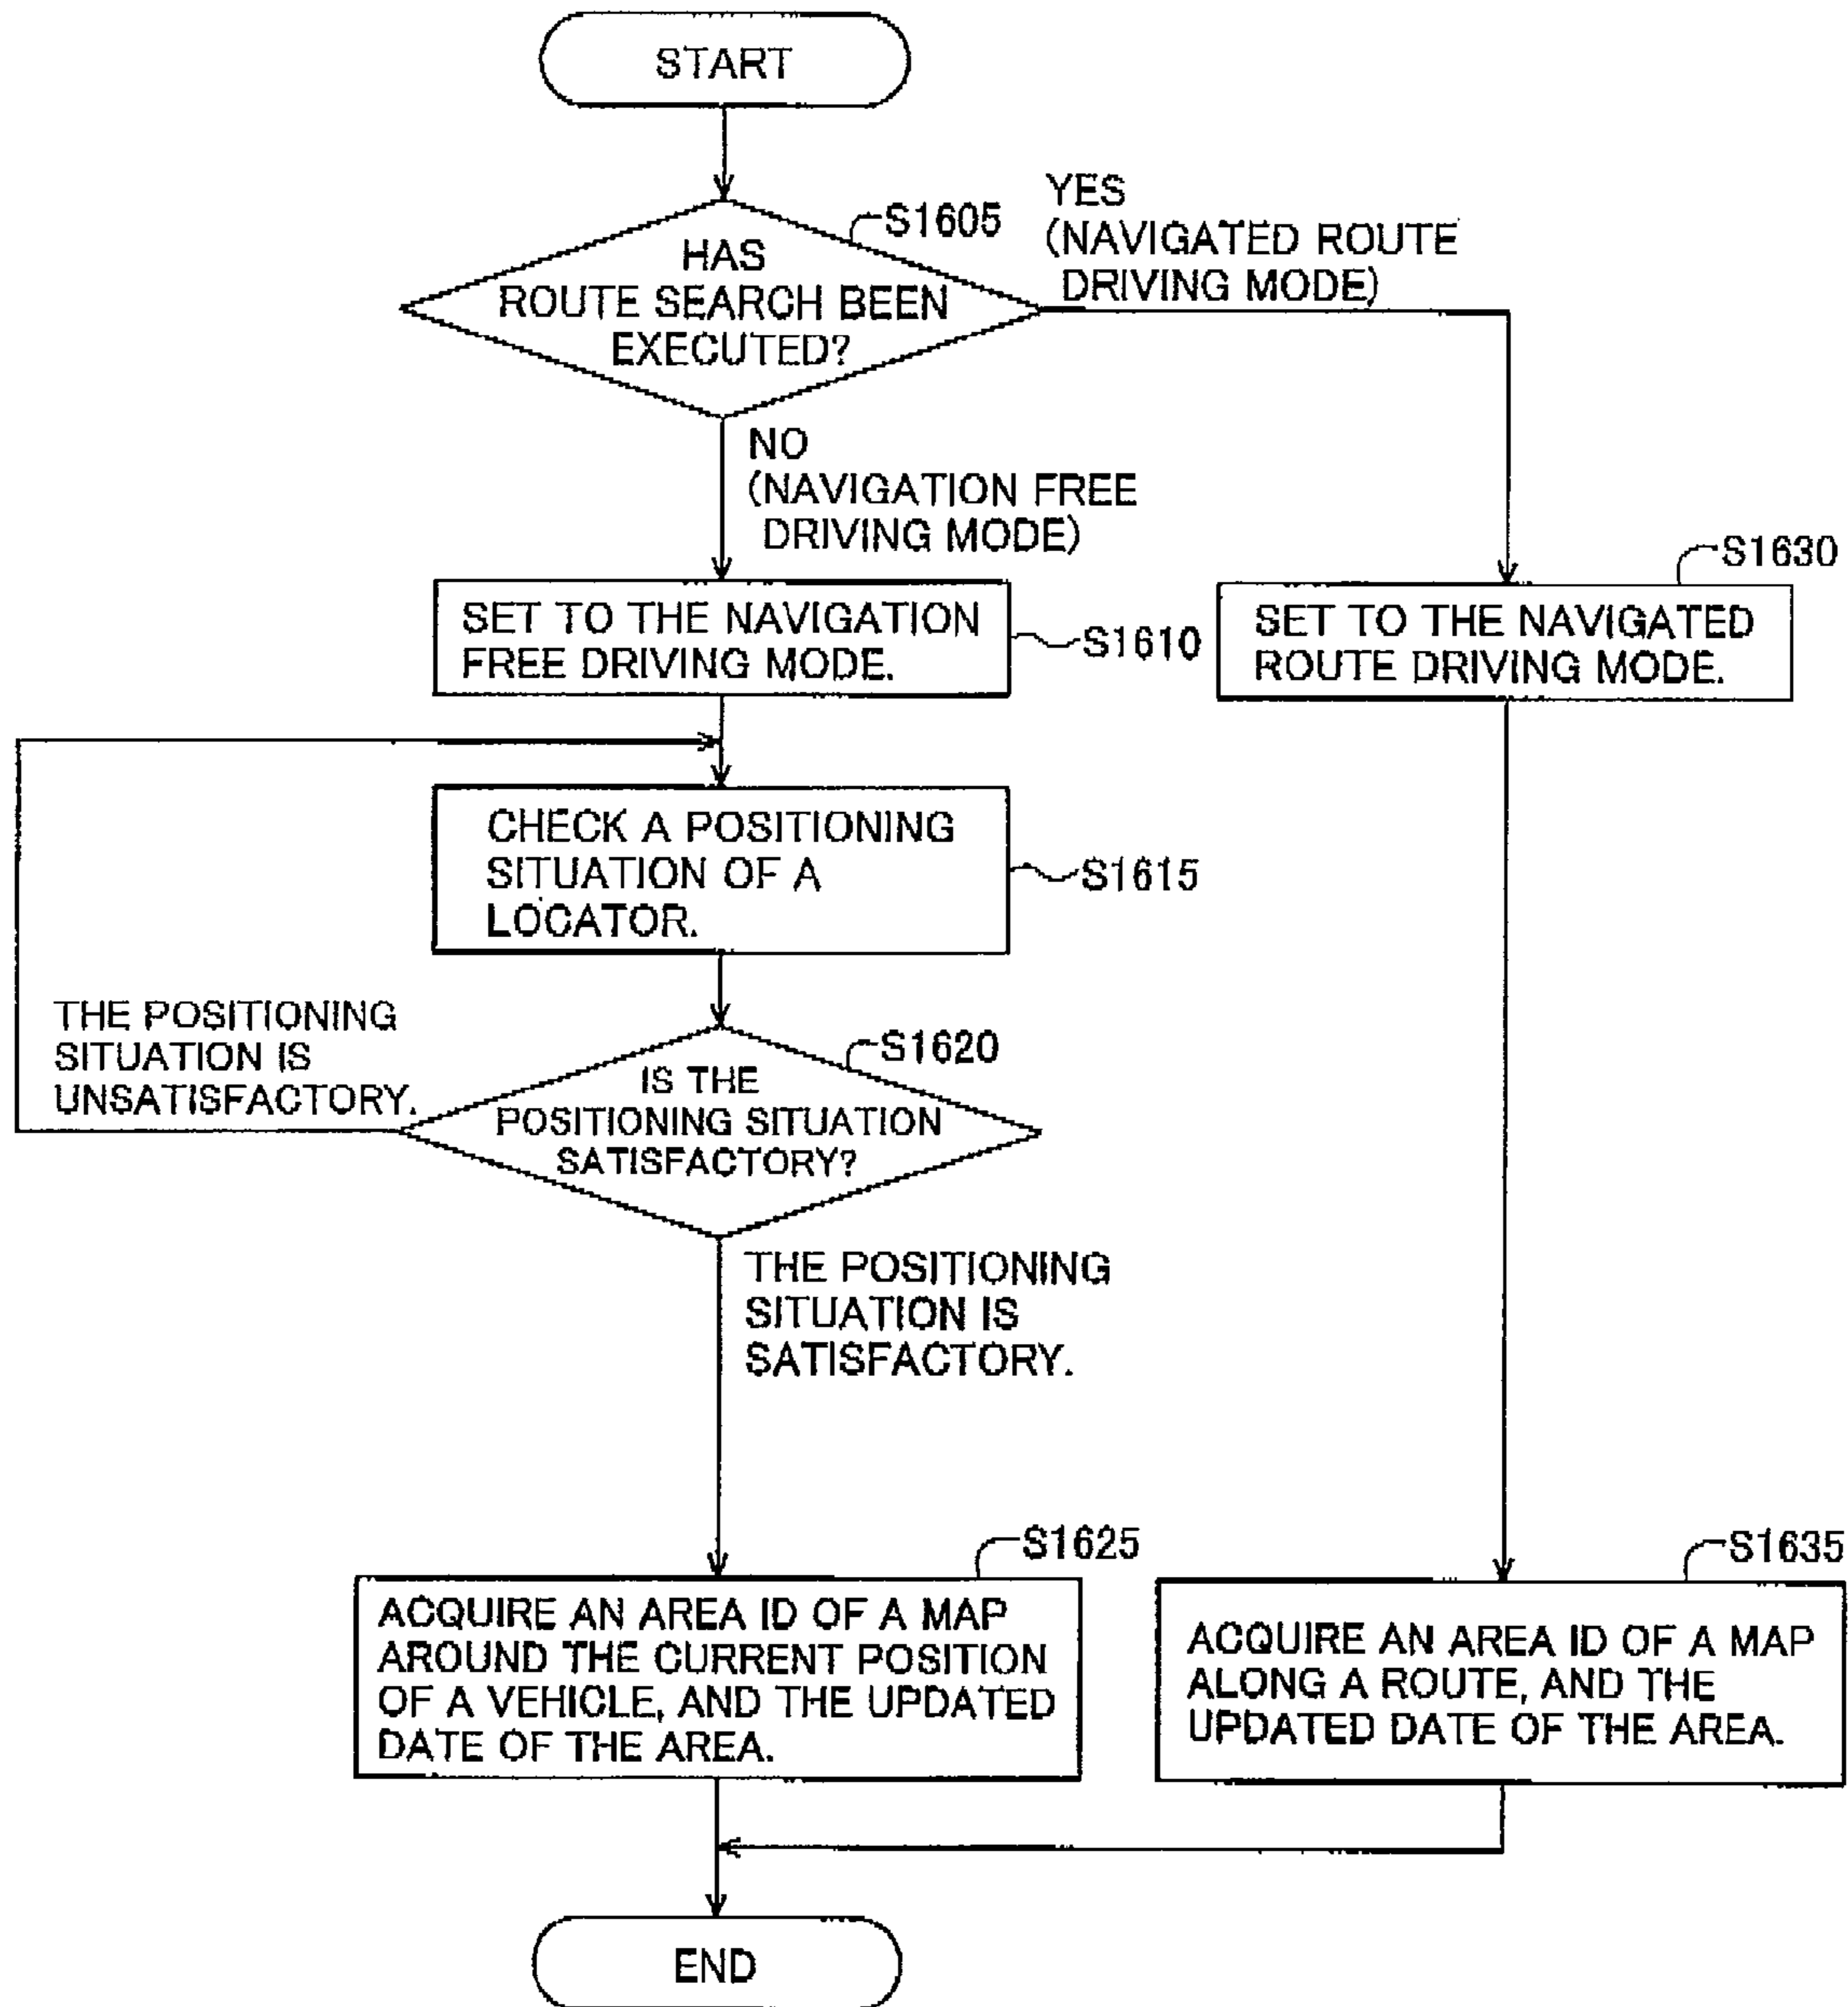 START
S1605
HAS
ROUTE SEARCH BEEN
EXECUTED?
YES
(NAVIGATED ROUTE
DRIVING MODE)
NO
(NAVIGATION FREE
DRIVING MODE)
SET TO THE NAVIGATION
FREE DRIVING MODE.
S1610
S1630
SET TO THE NAVIGATED
ROUTE DRIVING MODE.
CHECK A POSITIONING
SITUATION OF A
LOCATOR.
S1615
THE POSITIONING
SITUATION IS
UNSATISFACTORY.
S1620
IS THE
POSITIONING SITUATION
SATISFACTORY?
THE POSITIONING
SITUATION IS
SATISFACTORY.
S1625
ACQUIRE AN AREA ID OF A MAP
AROUND THE CURRENT POSITION
OF A VEHICLE, AND THE UPDATED
DATE OF THE AREA.
S1635
ACQUIRE AN AREA ID OF A MAP
ALONG A ROUTE, AND THE
UPDATED DATE OF THE AREA.
END